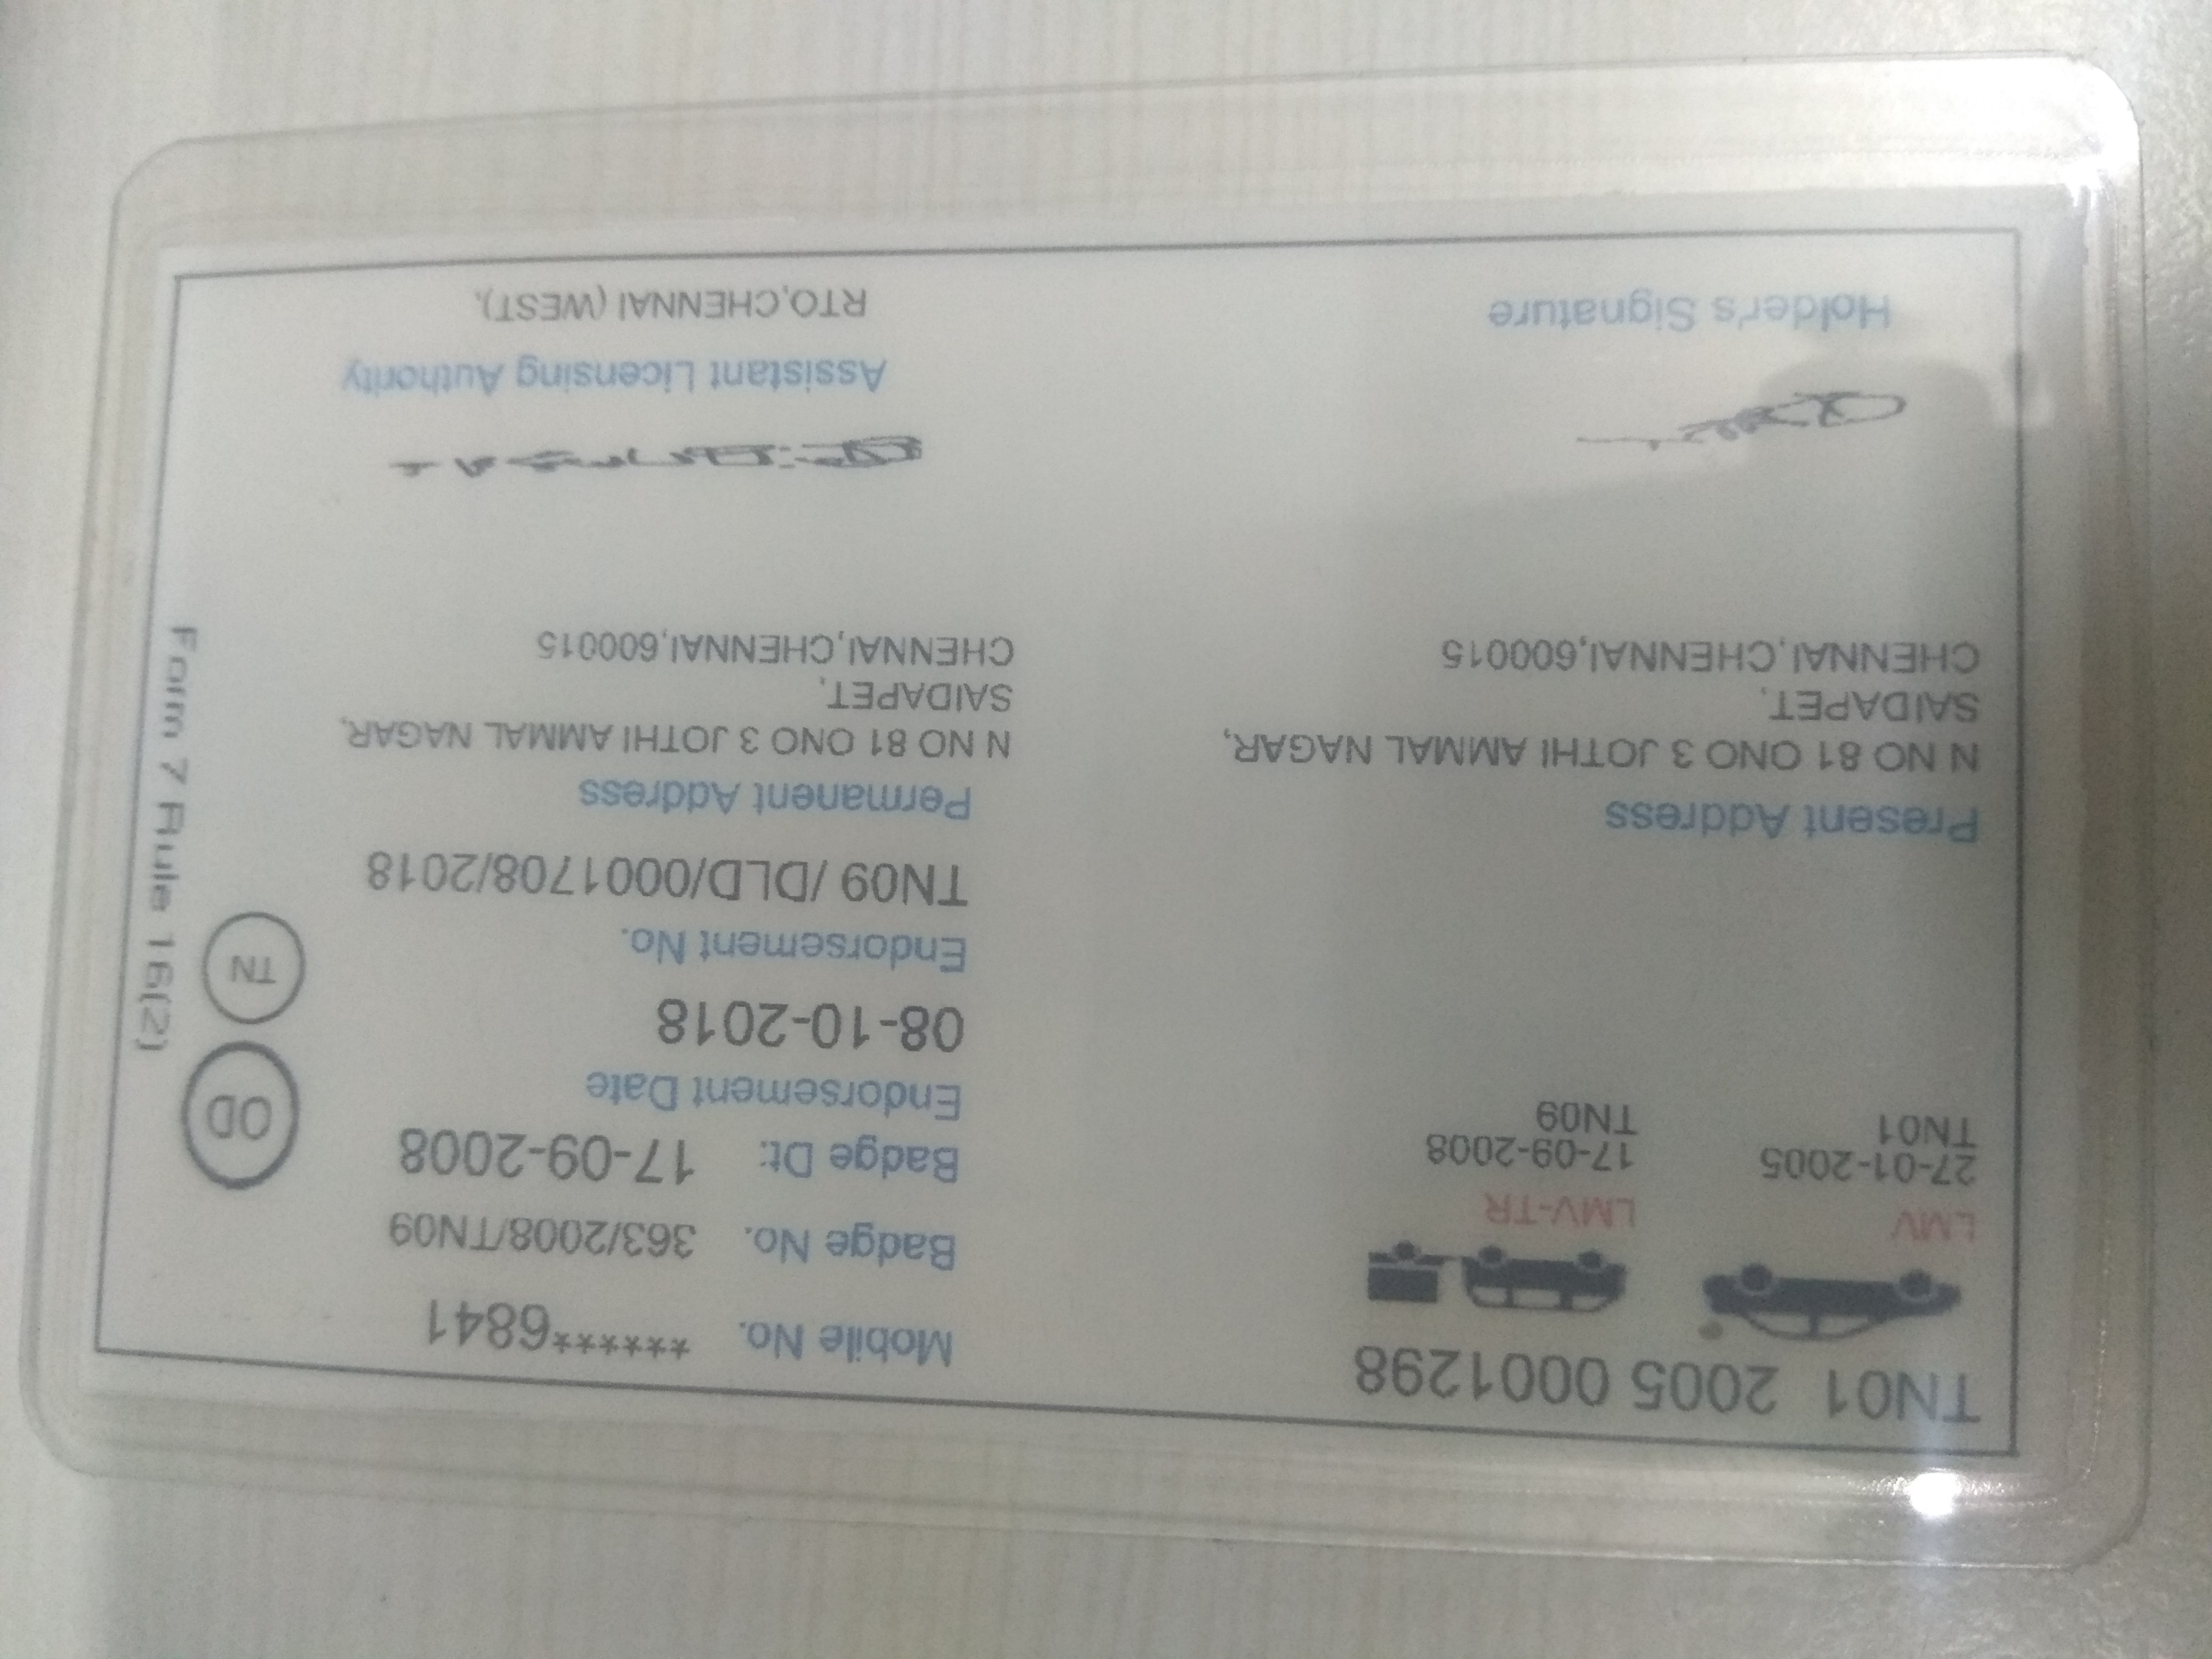 TN01 2005 0001298
LMV
27-01-2005
TN01
LMV-TR
17-09-2008
TN09
Mobile No. ******6841
Badge No. 363/2008/TN09
Badge Dt: 17-09-2008
Endorsement Date
08-10-2018
Endorsement No.
TN09 /DLD/0001708/2018
OD
TN
Present Address
N NO 81 ONO 3 JOTHI AMMAL NAGAR,
SAIDAPET,
CHENNAI,CHENNAI,600015
Permanent Address
N NO 81 ONO 3 JOTHI AMMAL NAGAR,
SAIDAPET,
CHENNAI,CHENNAI,600015
Holder's Signature
Assistant Licensing Authority
RTO,CHENNAI (WEST).
Form 7 Rule 16(2)